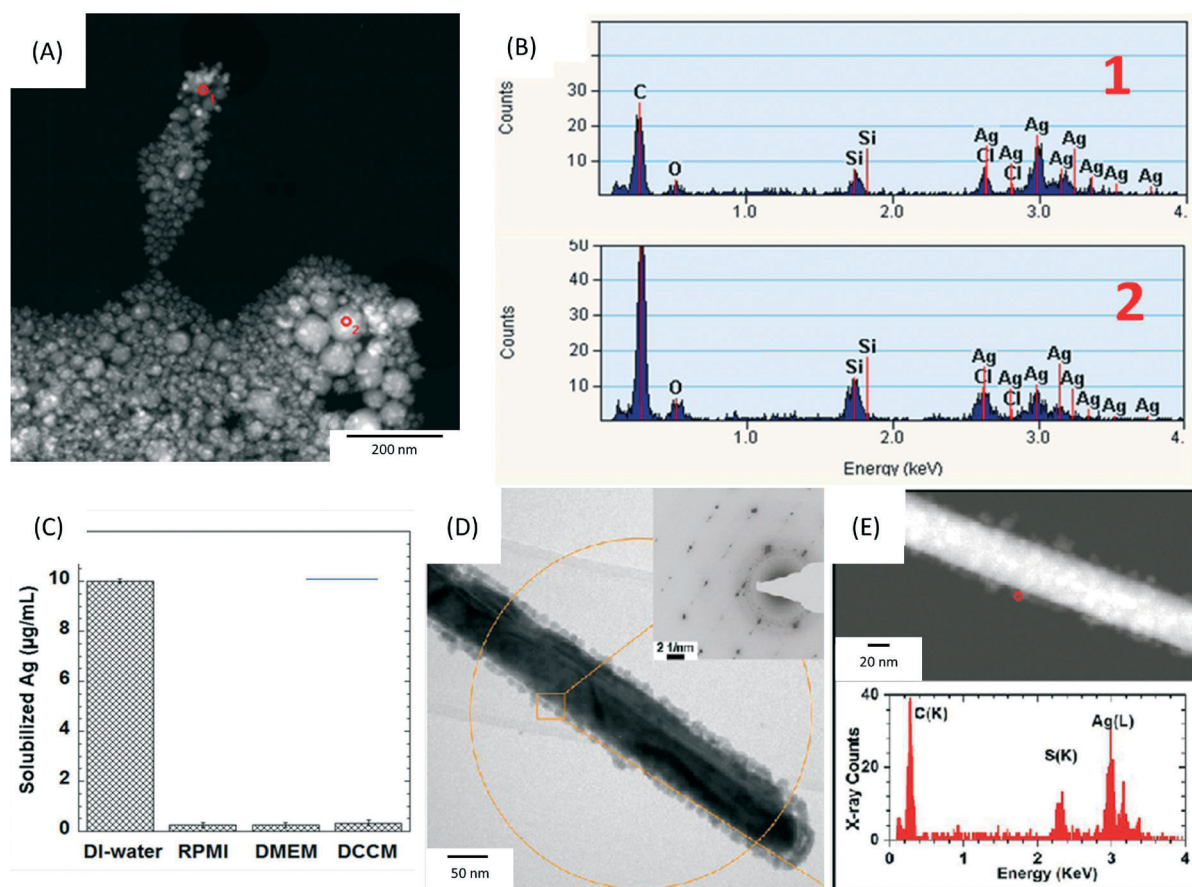 (A)
1
2
200 nm
(B)
1
Counts
30
20
10
C
O
Si
Si
Ag
Cl
Ag
Cl
Ag
Ag
Ag
Ag
Ag
1.0
2.0
3.0
4.
2
Counts
50
40
30
20
10
O
Si
Si
Ag
Cl
Ag
Cl
Ag
Ag
Ag
Ag
Ag
1.0
2.0
3.0
4.
Energy (keV)
(C)
Solubilized Ag (µg/mL)
10
8
6
4
2
0
DI-water RPMI DMEM DCCM
(D)
2 1/nm
50 nm
(E)
20 nm
X-ray Counts
40
20
0
C(K)
S(K)
Ag(L)
0 1 2 3 4
Energy (KeV)